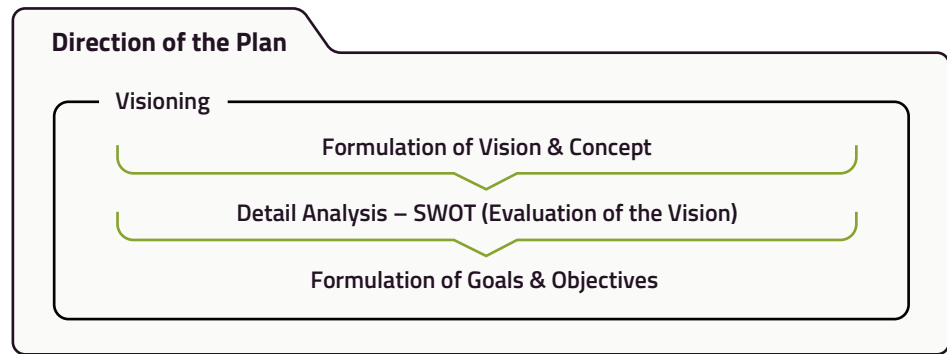 Direction of the Plan
Visioning
Formulation of Vision & Concept
Detail Analysis – SWOT (Evaluation of the Vision)
Formulation of Goals & Objectives